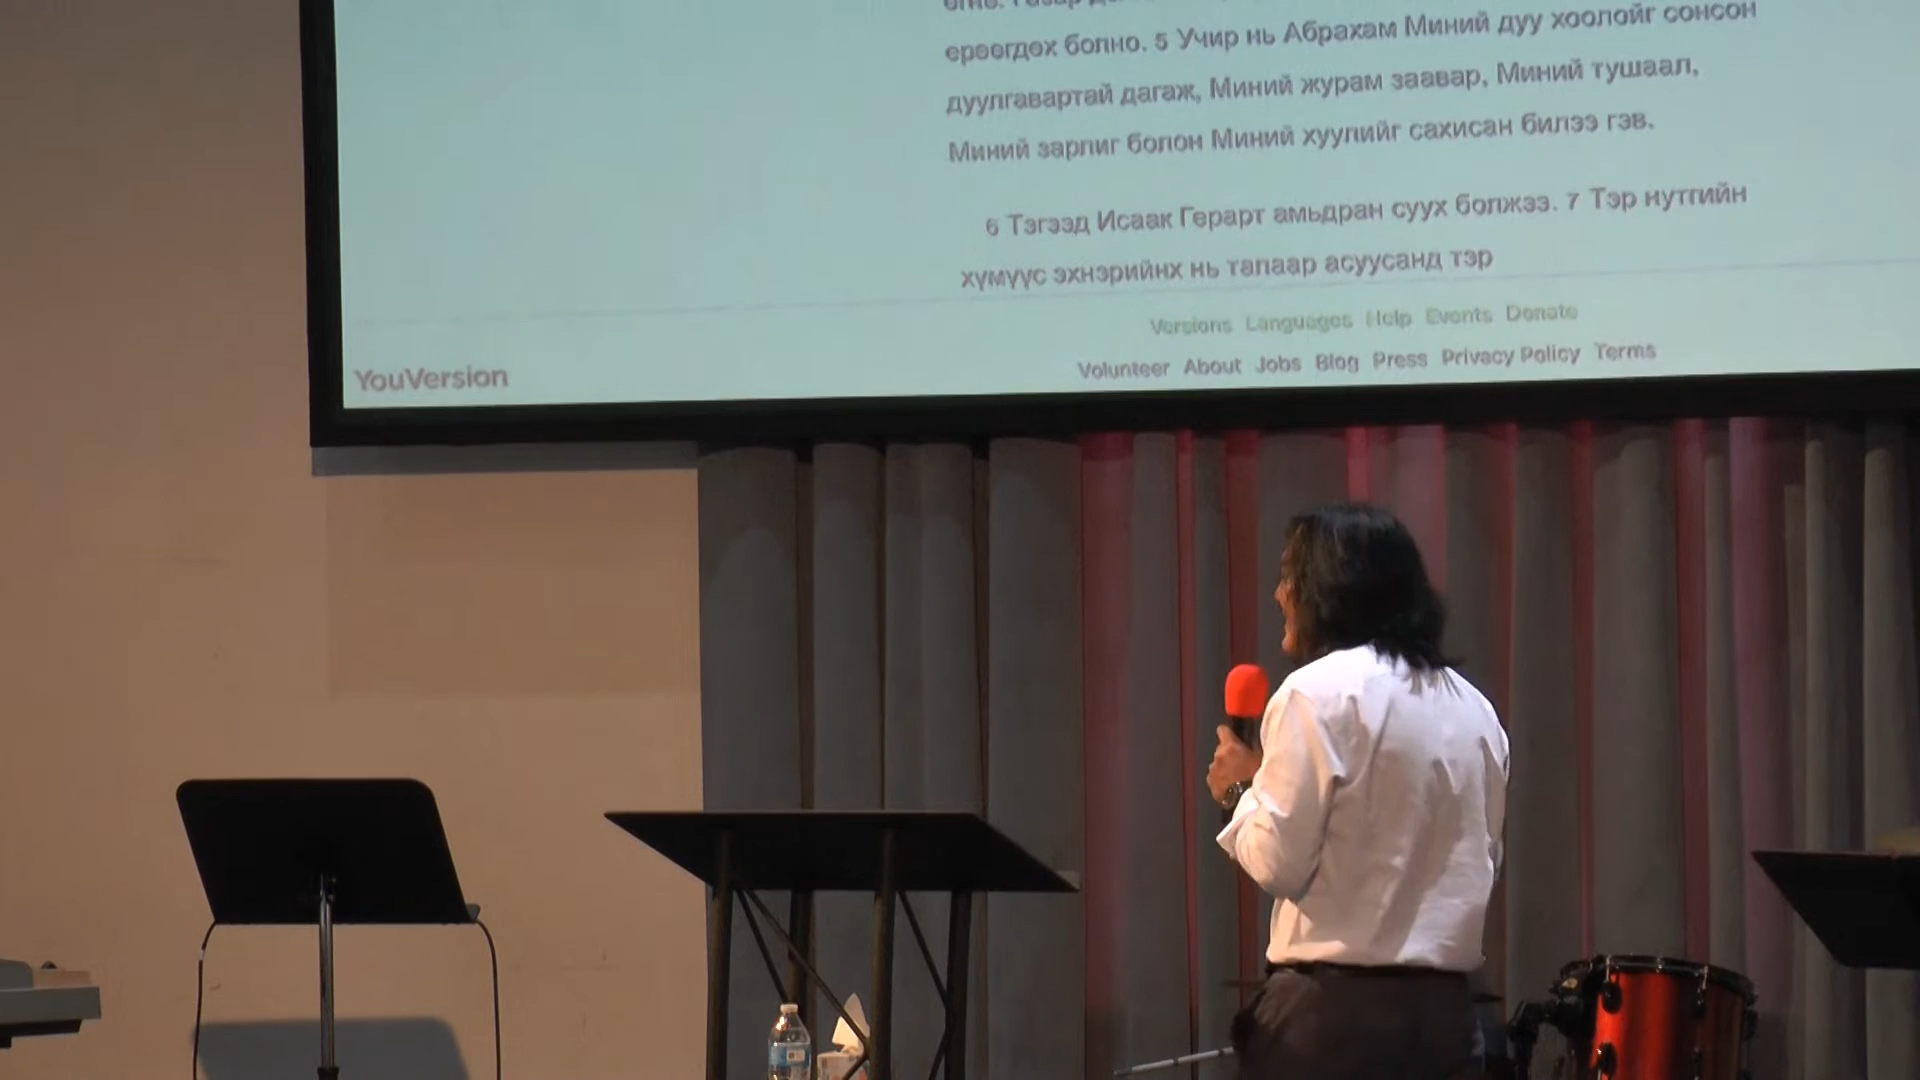 ерөөгдөх болно. 5 Учир нь Абрахам Миний дуу хоолойг сонсон
дуулгавартай дагаж, Миний журам заавар, Миний тушаал,
Миний зарлиг болон Миний хуулийг сахисан билээ гэв.
6 Тэгээд Исаак Герарт амьдран суух болжээ. 7 Тэр нутгийн
хүмүүс эхнэрийнх нь талаар асуусанд тэр
Versions Languages Help Events Donate
Volunteer About Jobs Blog Press Privacy Policy Terms
YouVersion